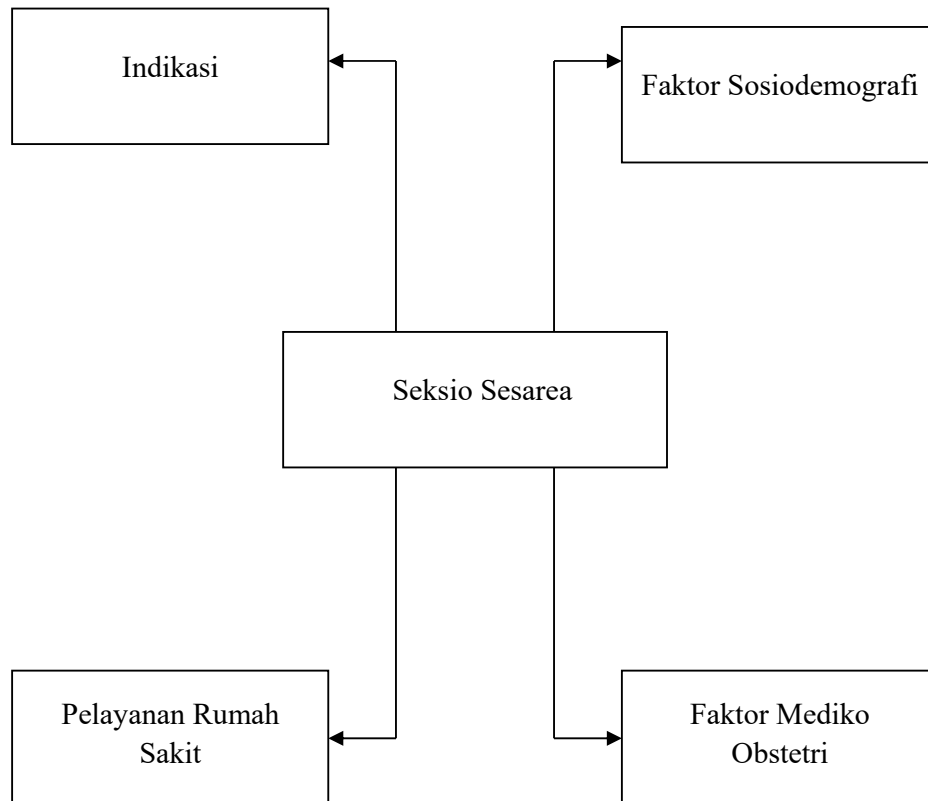 Indikasi
Faktor Sosiodemografi
Seksio Sesarea
Pelayanan Rumah
Sakit
Faktor Mediko
Obstetri